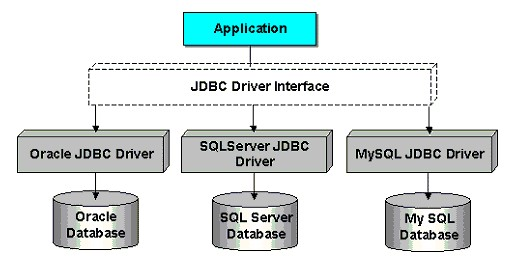 Application
JDBC Driver Interface
Oracle JDBC Driver
SQLServer JDBC
Driver
MySQL JDBC Driver
Oracle
Database
SQL Server
Database
My SQL
Database